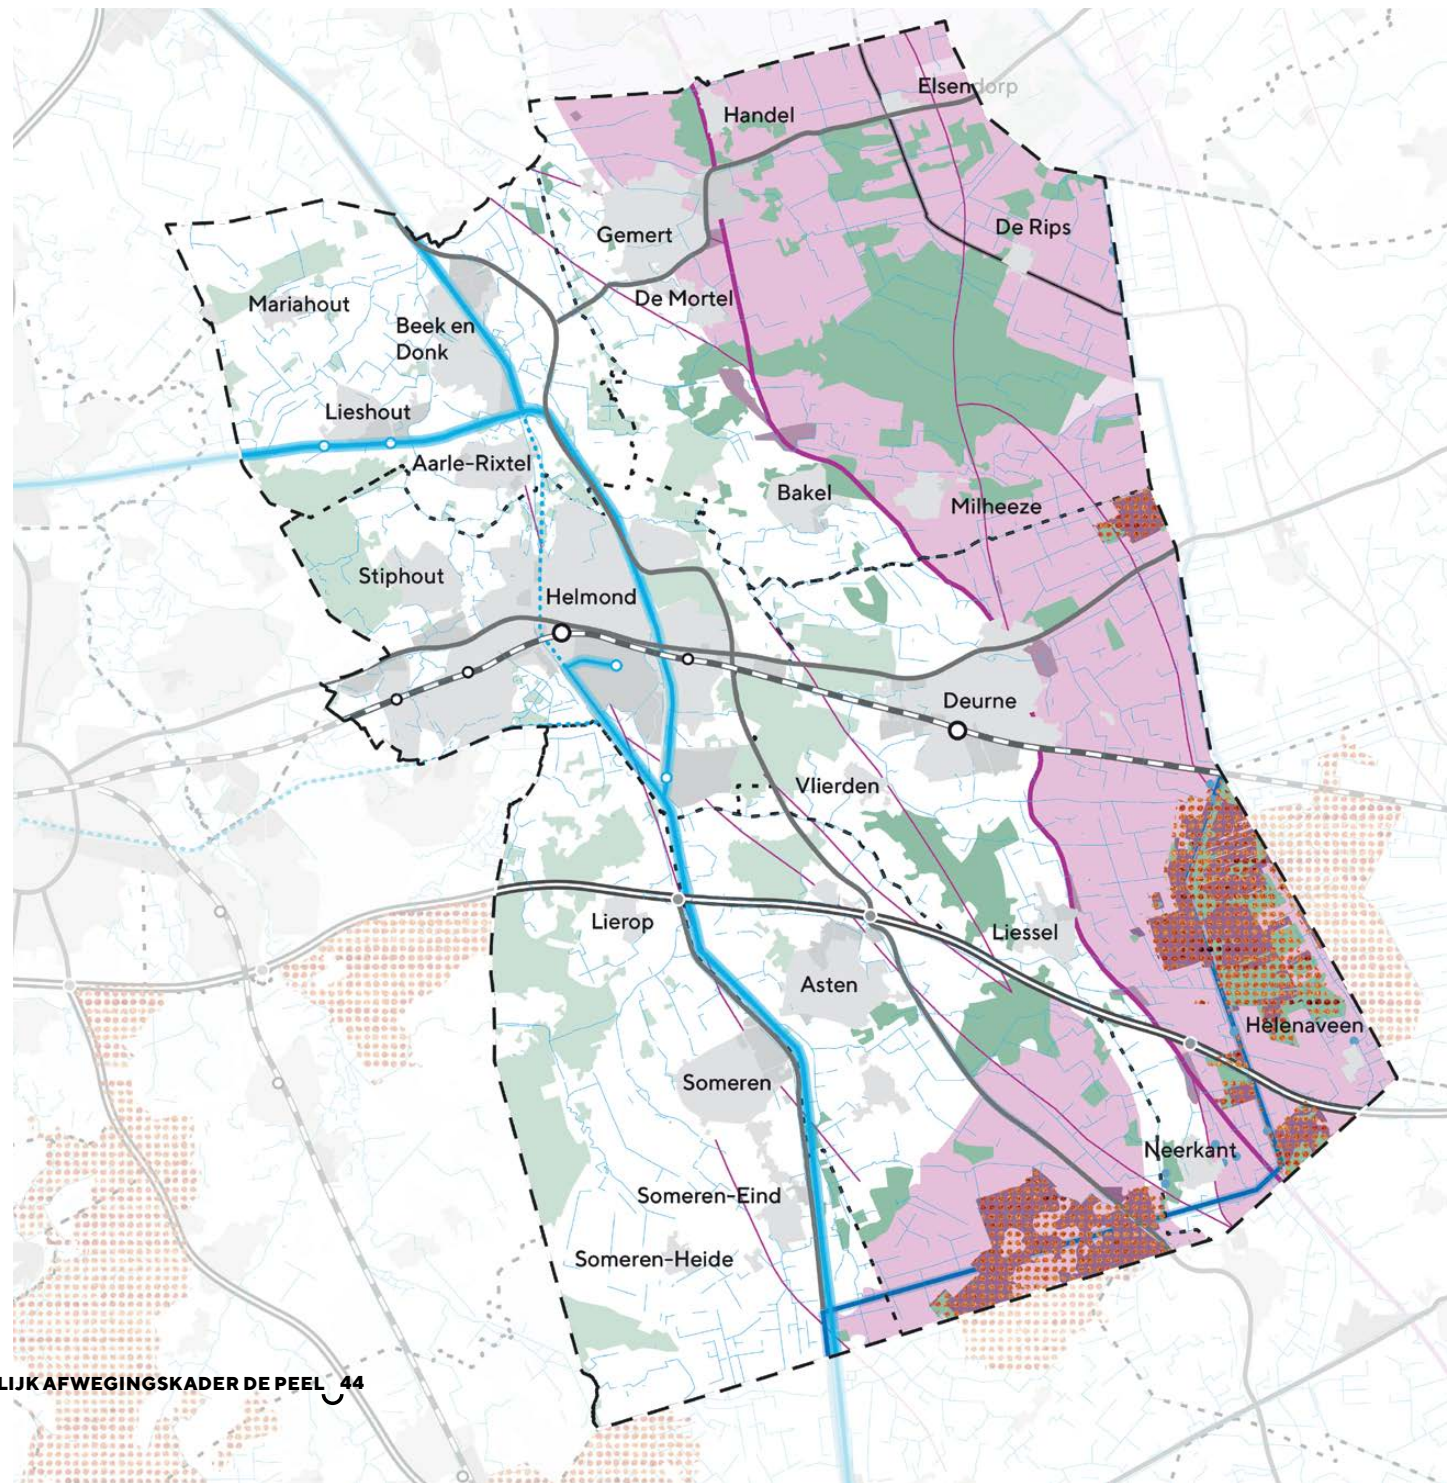 Elsendorp
Handel
De Rips
Gemert
Mariahout
De Mortel
Beek en
Donk
Lieshout
Aarle-Rixtel
Bakel
Milheeze
Stiphout
Helmond
Deurne
Vlierden
Lierop
Liessel
Asten
Helenaveen
Someren
Neerkant
Someren-Eind
Someren-Heide
LIJK AFWEGINGSKADER DE PEEL 44